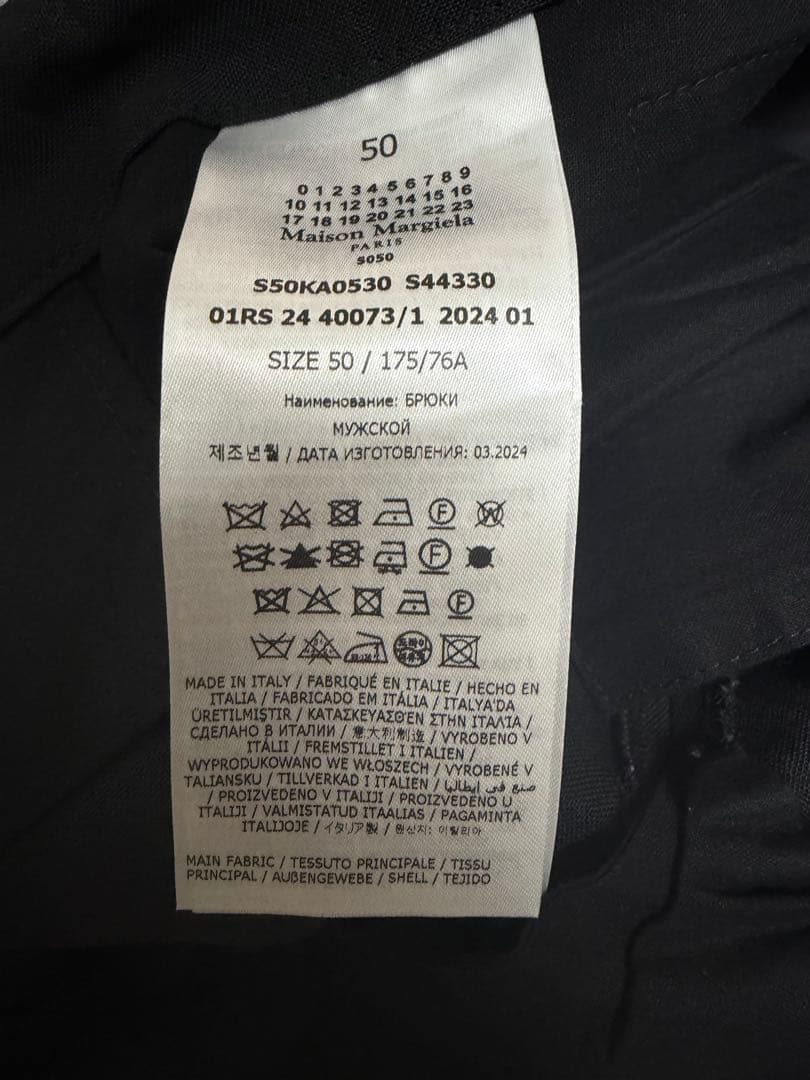 50
0 1 2 3 4 5 6 7 8 9
10 11 12 13 14 15 16
17 18 19 20 21 22 23
Maison Margiela
PARIS
S050
S50KA0530 S44330
01RS 24 40073/1 2024 01
SIZE 50 / 175/76A
Наименование: БРЮКИ
МУЖСКОЙ
제조년월 / ДАТА ИЗГОТОВЛЕНИЯ: 03.2024
F W
F
F
MADE IN ITALY / FABRIQUÉ EN ITALIE / HECHO EN
ITALIA / FABRICADO EM ITÁLIA / ITALYA'DA
ÜRETILMIŞTIR / ΚΑΤΑΣΚΕΥΑΣΘΕΝ ΣΤΗΝ ΙΤΑΛΊΑ /
СДЕЛАНО В ИТАЛИИ / 意大利制造 / VYROBENO V
ITÁLII / FREMSTILLET I ITALIEN /
WYPRODUKOWANO WE WŁOSZECH / VYROBENÉ V
TALIANSKU / TILLVERKAD I ITALIEN / صنع في إيطاليا
/ PROIZVEDENO V ITALIJI / PROIZVEDENO U
ITALIJI / VALMISTATUD ITAALIAS / PAGAMINTA
ITALIJOJE / イタリア製 / 원산지: 이탈리아
MAIN FABRIC / TESSUTO PRINCIPALE / TISSU
PRINCIPAL / AUßENGEWEBE / SHELL / TEJIDO